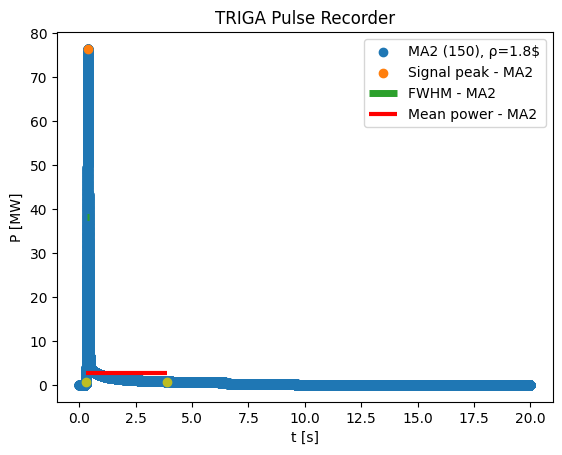 TRIGA Pulse Recorder
MA2 (150), ρ=1.8$
Signal peak - MA2
FWHM - MA2
Mean power - MA2
P [MW]
80
70
60
50
40
30
20
10
0
0.0 2.5 5.0 7.5 10.0 12.5 15.0 17.5 20.0
t [s]